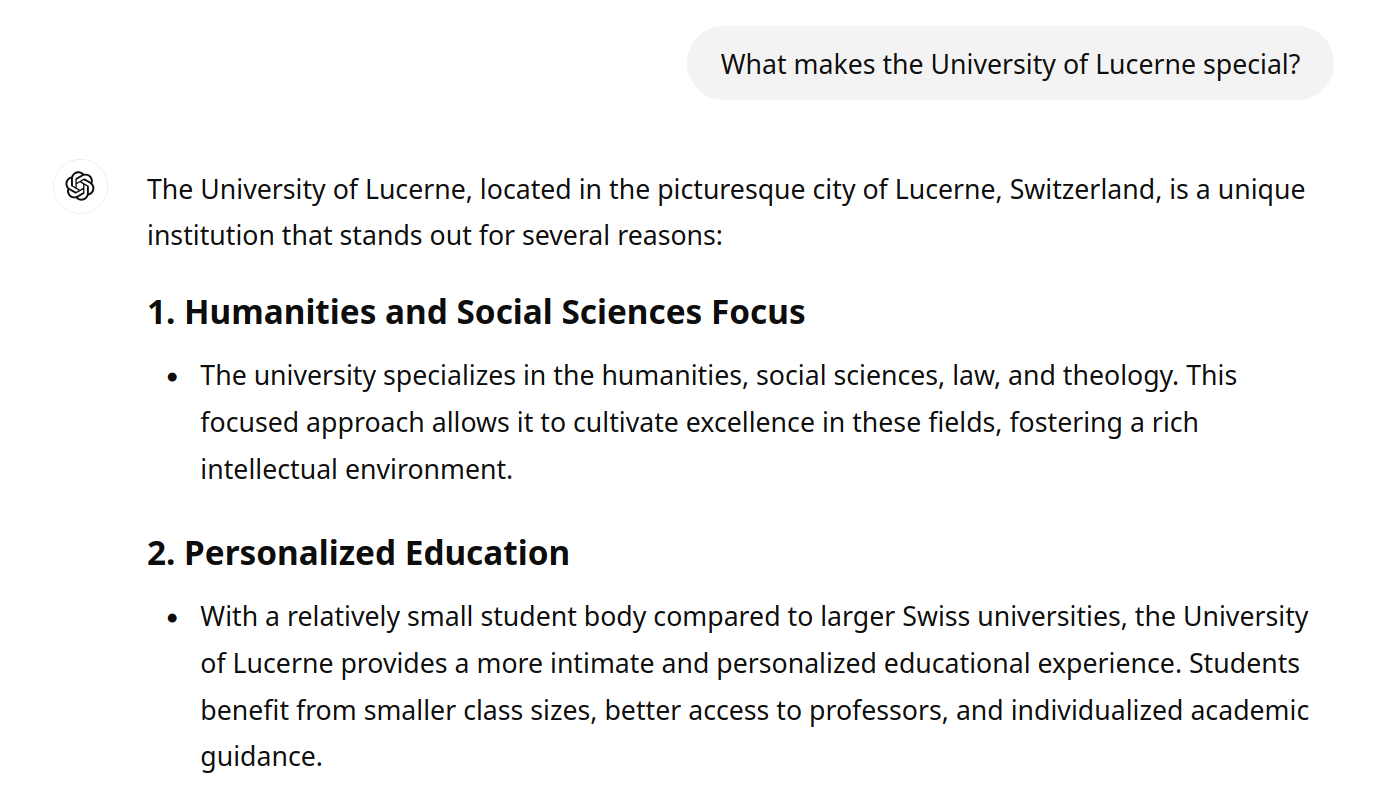 What makes the University of Lucerne special?
The University of Lucerne, located in the picturesque city of Lucerne, Switzerland, is a unique
institution that stands out for several reasons:
1. Humanities and Social Sciences Focus
• The university specializes in the humanities, social sciences, law, and theology. This
focused approach allows it to cultivate excellence in these fields, fostering a rich
intellectual environment.
2. Personalized Education
• With a relatively small student body compared to larger Swiss universities, the University
of Lucerne provides a more intimate and personalized educational experience. Students
benefit from smaller class sizes, better access to professors, and individualized academic
guidance.